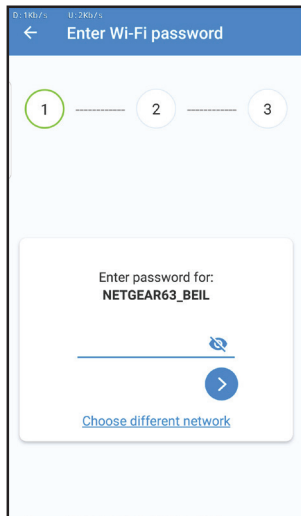 D:1Kb/s U:2Kb/s
Enter Wi-Fi password
1 ------------ 2 ------------ 3
Enter password for:
NETGEAR63_BEIL
Choose different network